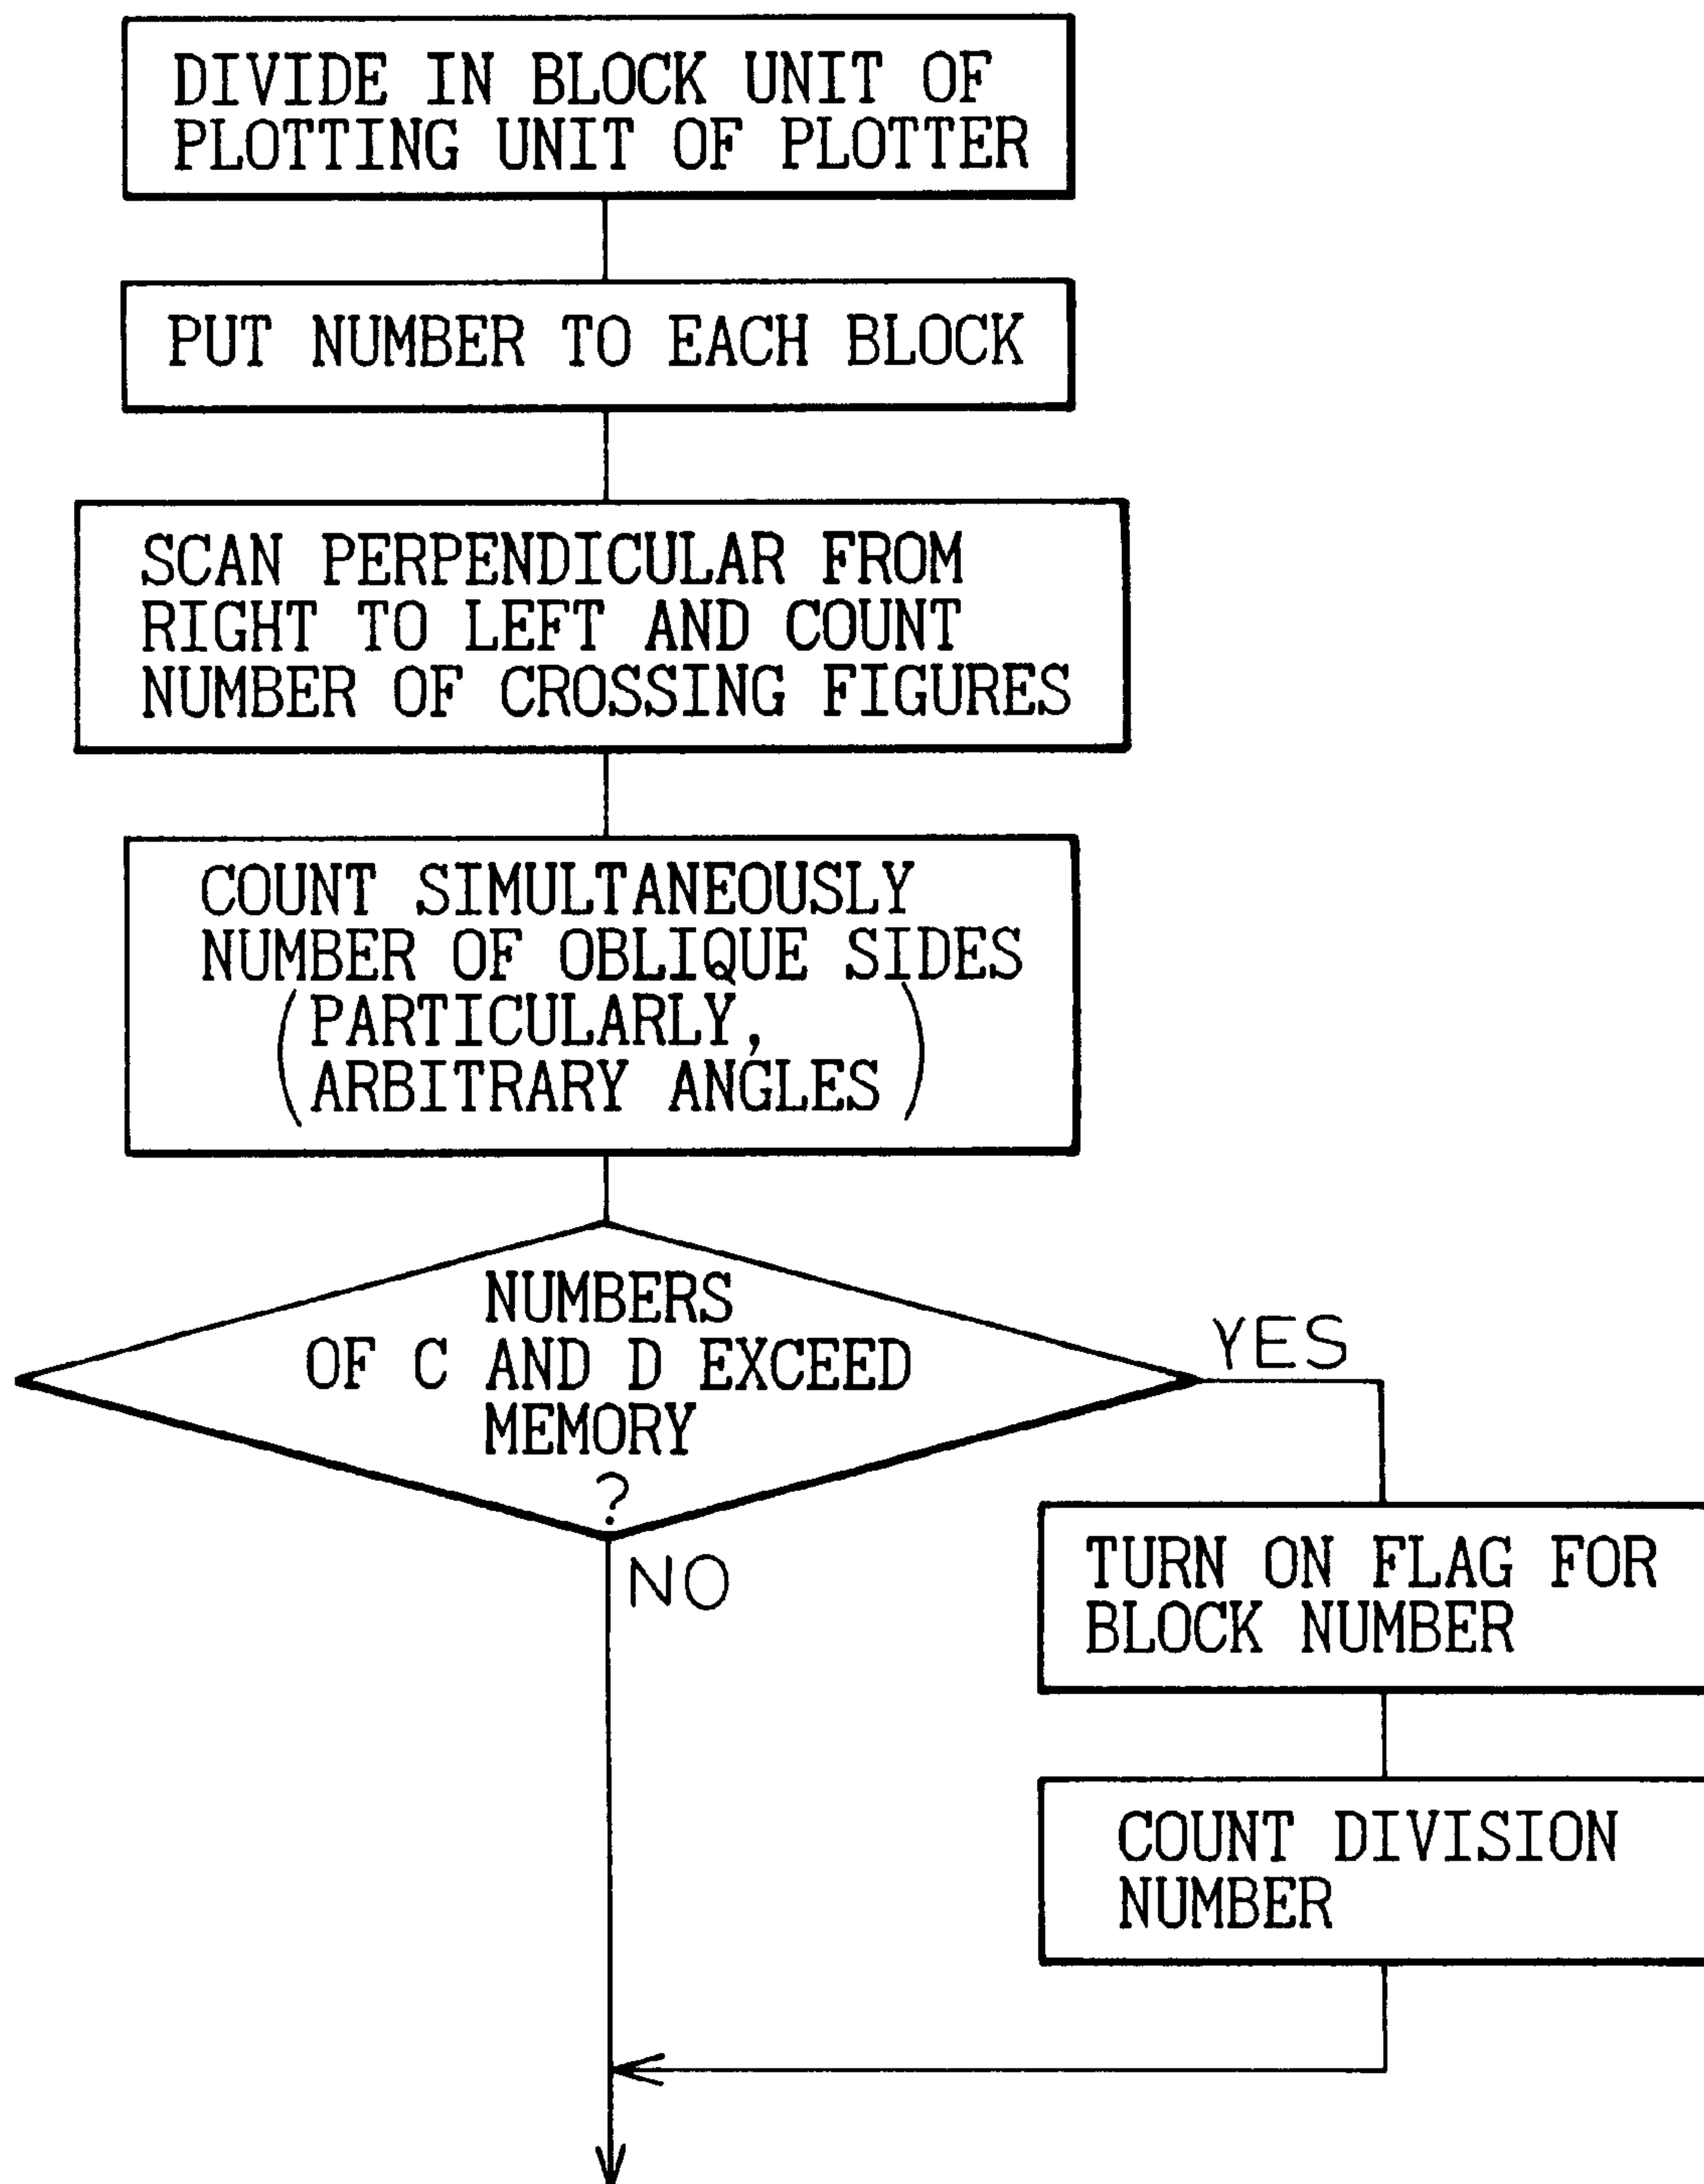 DIVIDE IN BLOCK UNIT OF
PLOTTING UNIT OF PLOTTER
PUT NUMBER TO EACH BLOCK
SCAN PERPENDICULAR FROM
RIGHT TO LEFT AND COUNT
NUMBER OF CROSSING FIGURES
COUNT SIMULTANEOUSLY
NUMBER OF OBLIQUE SIDES
(PARTICULARLY,
ARBITRARY ANGLES)
NUMBERS
OF C AND D EXCEED
MEMORY
?
YES
NO
TURN ON FLAG FOR
BLOCK NUMBER
COUNT DIVISION
NUMBER